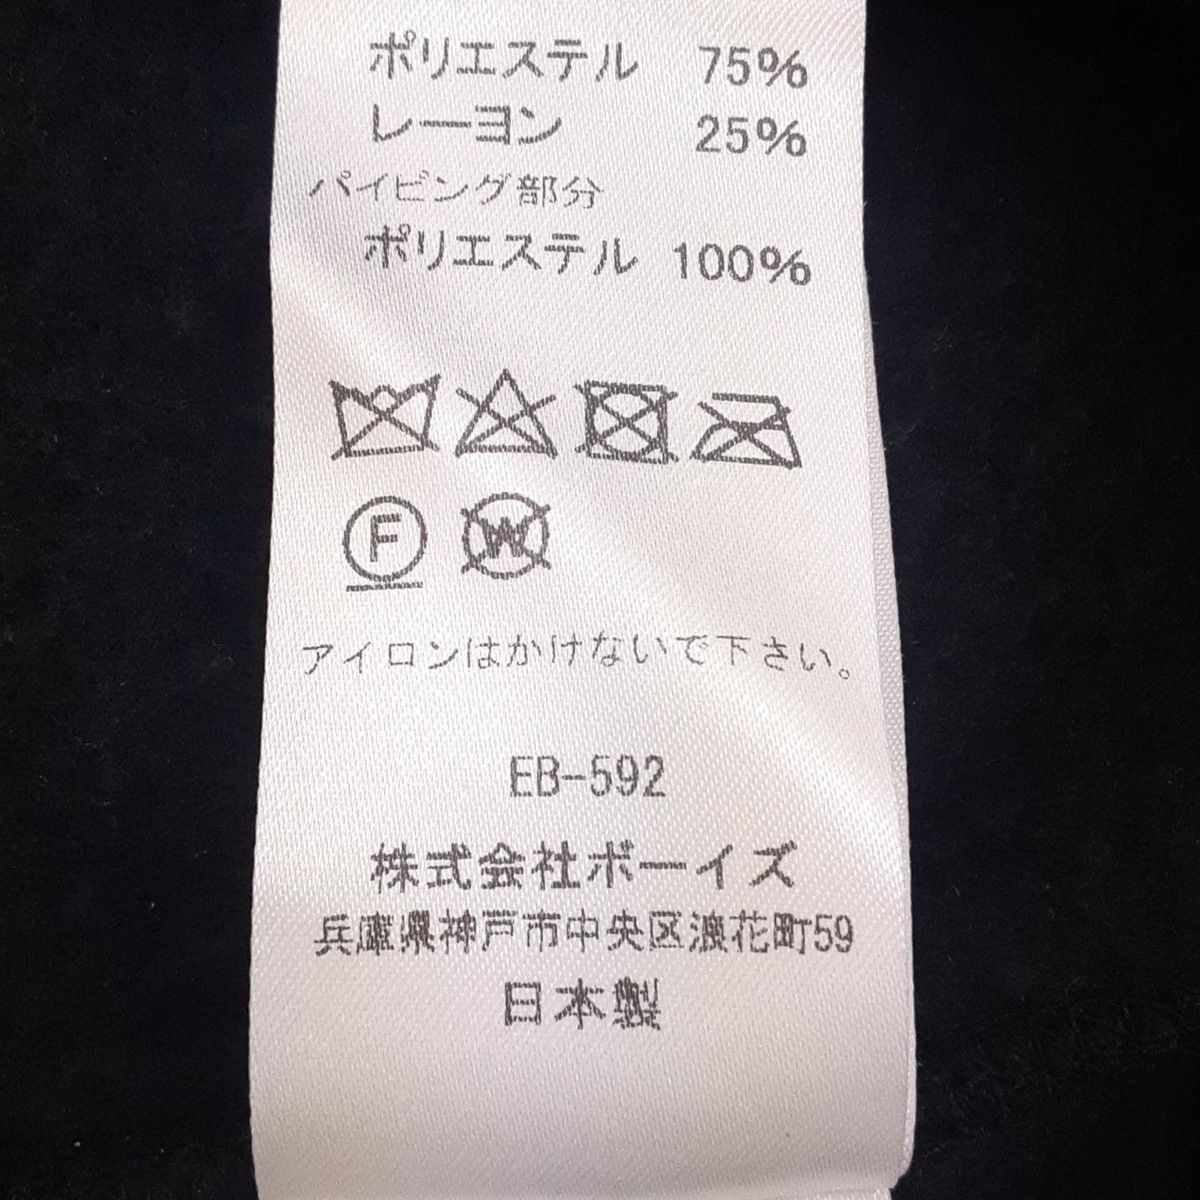 ポリエステル 75%
レーヨン 25%
パイピング部分
ポリエステル 100%
F W
アイロンはかけないで下さい。
EB-592
株式会社ボーイズ
兵庫県神戸市中央区浪花町59
日本製